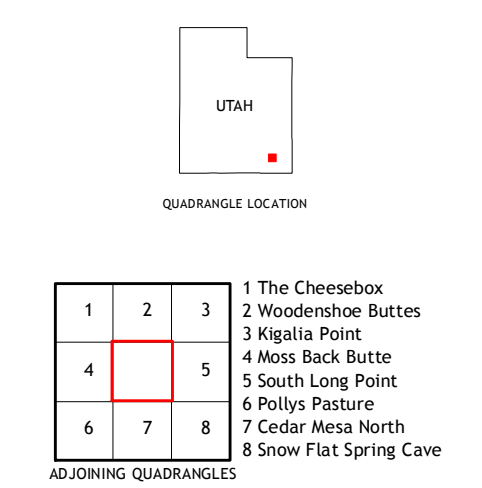 UTAH
QUADRANGLE LOCATION
1 2 3
4 5
6 7 8
ADJOINING QUADRANGLES
1 The Cheesebox
2 Woodenshoe Buttes
3 Kigalia Point
4 Moss Back Butte
5 South Long Point
6 Pollys Pasture
7 Cedar Mesa North
8 Snow Flat Spring Cave